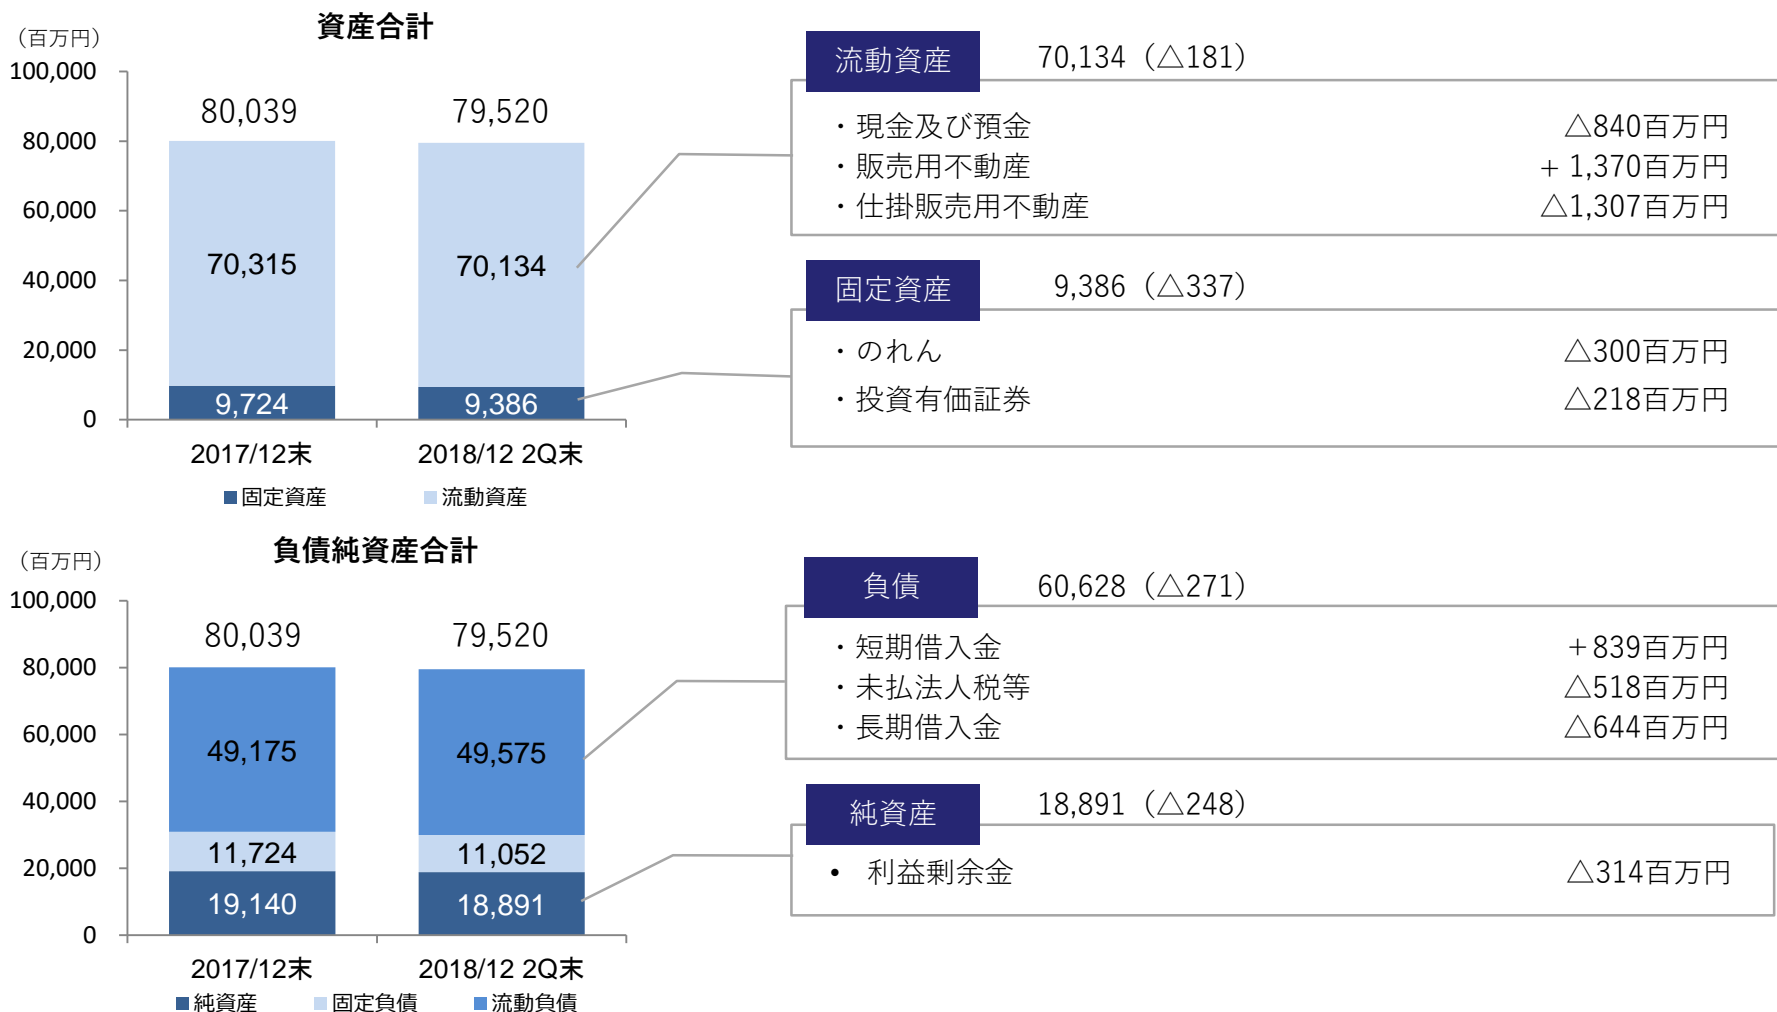 資産合計
（百万円）
100,000
80,000
60,000
40,000
20,000
0
80,039
79,520
70,315
70,134
9,724
9,386
2017/12末
2018/12 2Q末
固定資産
流動資産
流動資産
70,134（△181）
・現金及び預金 △840百万円
・販売用不動産 + 1,370百万円
・仕掛販売用不動産 △1,307百万円
固定資産
9,386（△337）
・のれん △300百万円
・投資有価証券 △218百万円
負債純資産合計
（百万円）
100,000
80,000
60,000
40,000
20,000
0
80,039
79,520
49,175
49,575
11,724
11,052
19,140
18,891
2017/12末
2018/12 2Q末
純資産
固定負債
流動負債
負債
60,628（△271）
・短期借入金 +839百万円
・未払法人税等 △518百万円
・長期借入金 △644百万円
純資産
18,891（△248）
• 利益剰余金 △314百万円